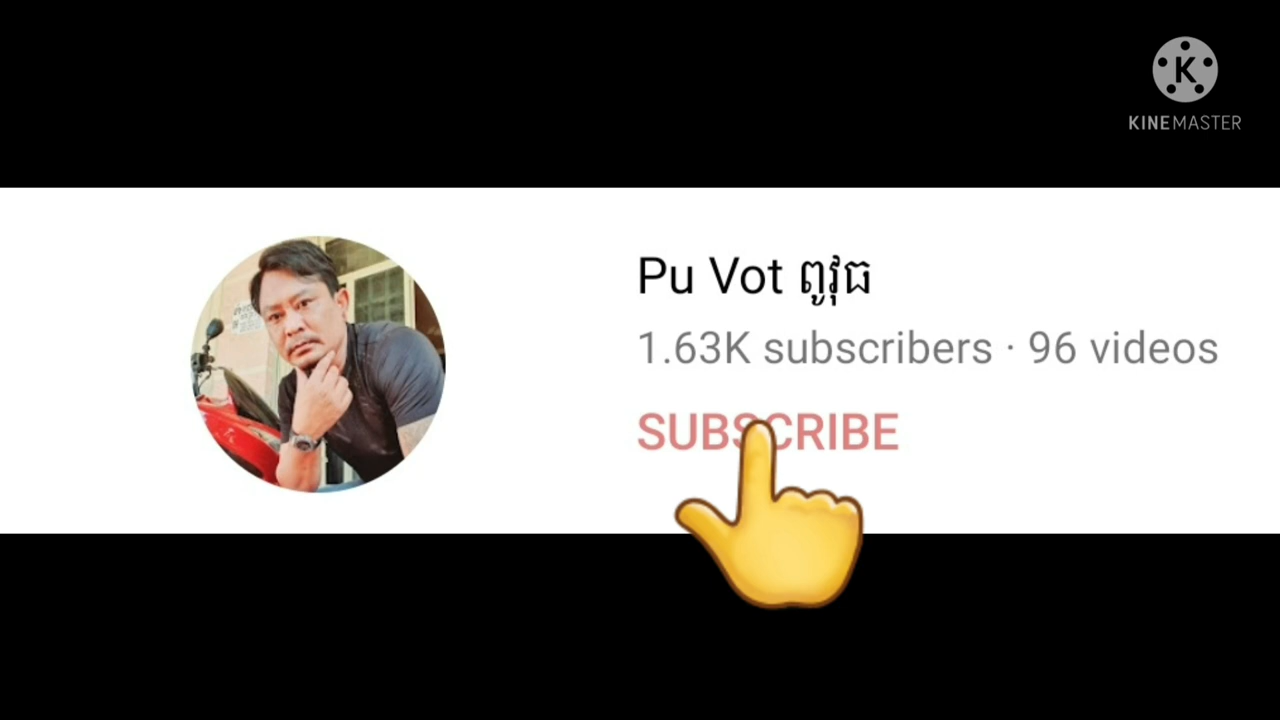 K
KINEMASTER
Pu Vot ពូវុធ
1.63K subscribers · 96 videos
SUBSCRIBE